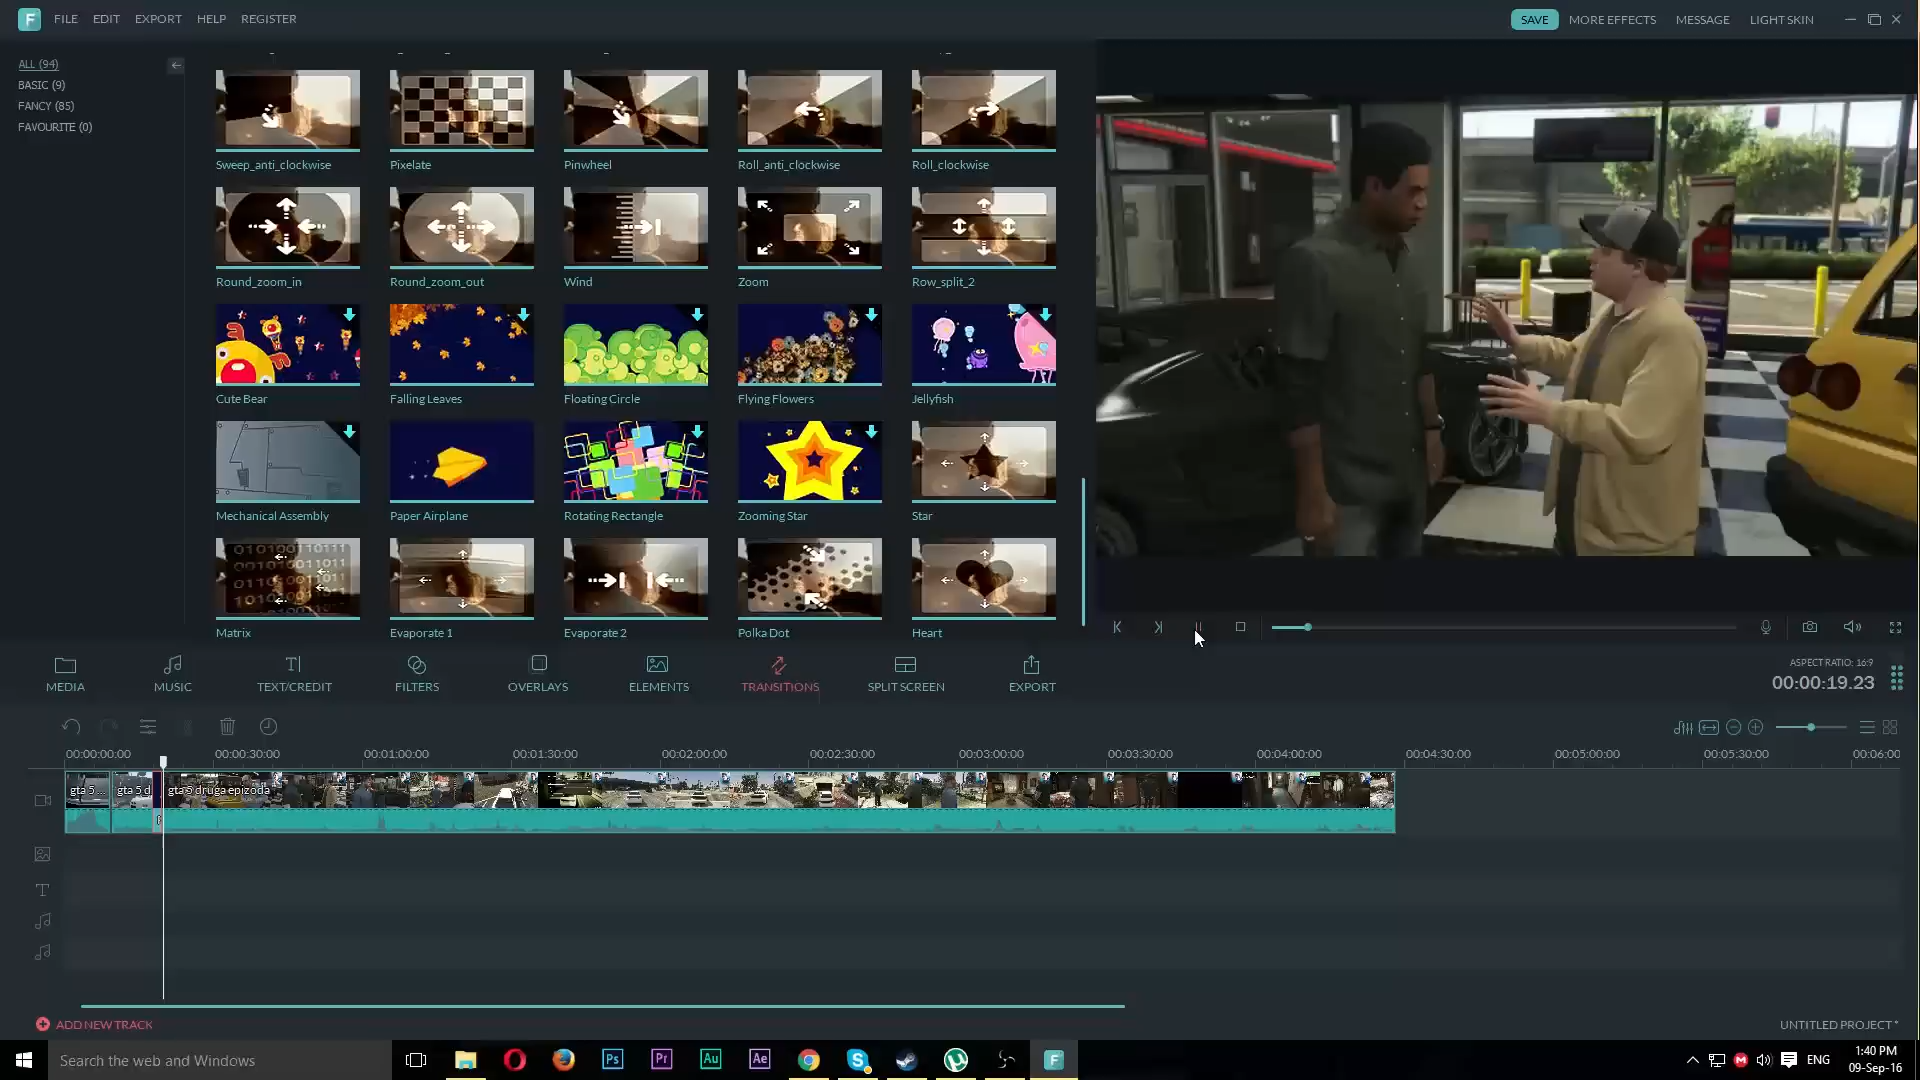 F FILE EDIT EXPORT HELP REGISTER SAVE MORE EFFECTS MESSAGE LIGHT SKIN
ALL (94)
BASIC (9)
FANCY (85)
FAVOURITE (0)
Sweep_anti_clockwise Pixelate Pinwheel Roll_anti_clockwise Roll_clockwise
Round_zoom_in Round_zoom_out Wind Zoom Row_split_2
Cute Bear Falling Leaves Floating Circle Flying Flowers Jellyfish
Mechanical Assembly Paper Airplane Rotating Rectangle Zooming Star Star
Matrix Evaporate 1 Evaporate 2 Polka Dot Heart
MEDIA MUSIC TEXT/CREDIT FILTERS OVERLAYS ELEMENTS TRANSITIONS SPLIT SCREEN EXPORT
ASPECT RATIO: 16:9
00:00:19.23
00:00:00:00 00:00:30:00 00:01:00:00 00:01:30:00 00:02:00:00 00:02:30:00 00:03:00:00 00:03:30:00 00:04:00:00 00:04:30:00 00:05:00:00 00:05:30:00 00:06:00
gta 5 ... gta 5 d gta 5 druga epizoda
ADD NEW TRACK
UNTITLED PROJECT *
Search the web and Windows
Ps Pr Au Ae F
ENG
1:40 PM
09-Sep-16